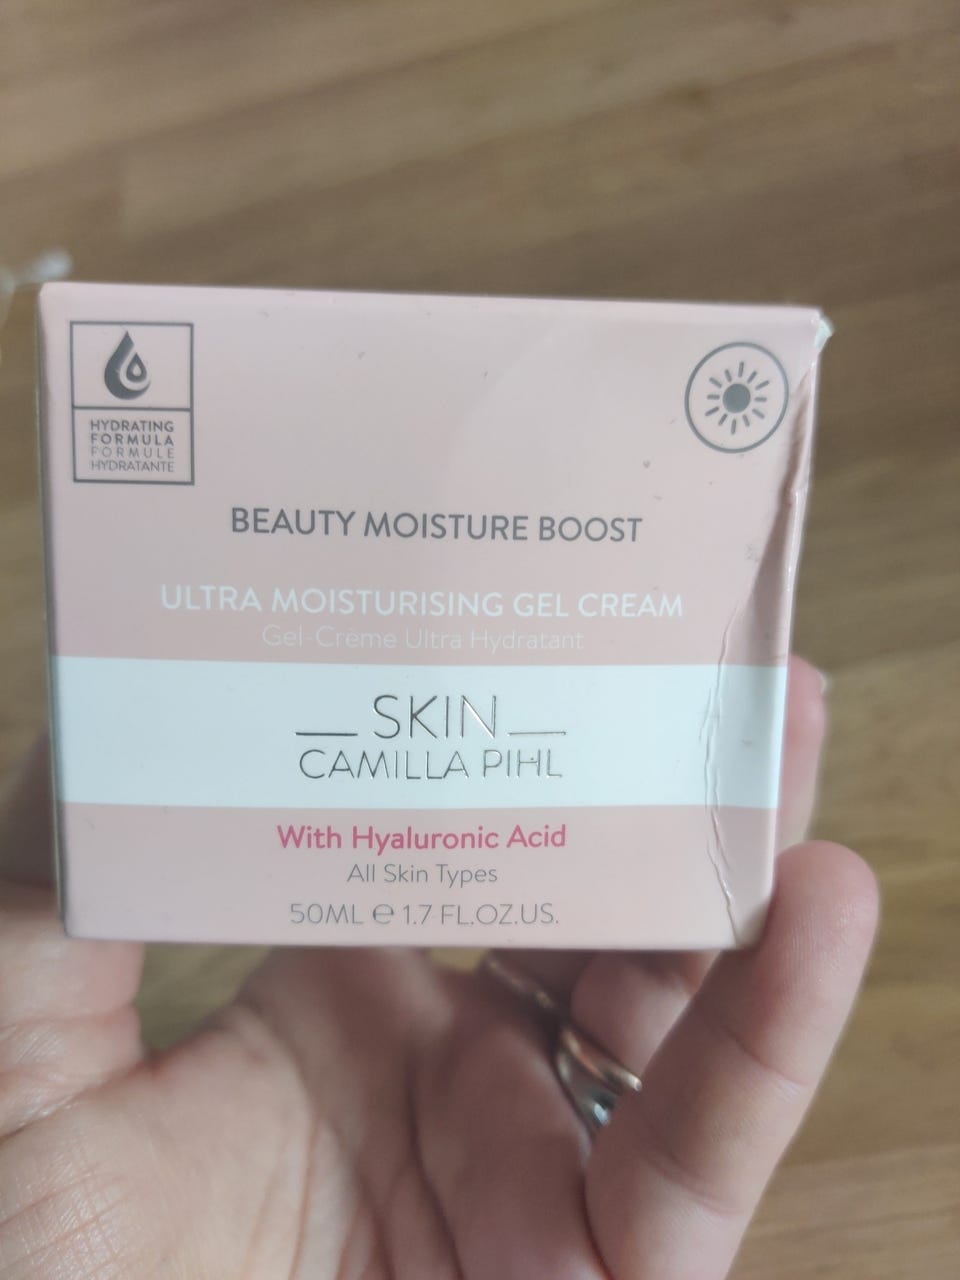 HYDRATING
FORMULA
FORMULE
HYDRATANTE
BEAUTY MOISTURE BOOST
ULTRA MOISTURISING GEL CREAM
Gel-Crème Ultra Hydratant
SKIN
CAMILLA PIHL
With Hyaluronic Acid
All Skin Types
50ML ℮ 1.7 FL.OZ.US.